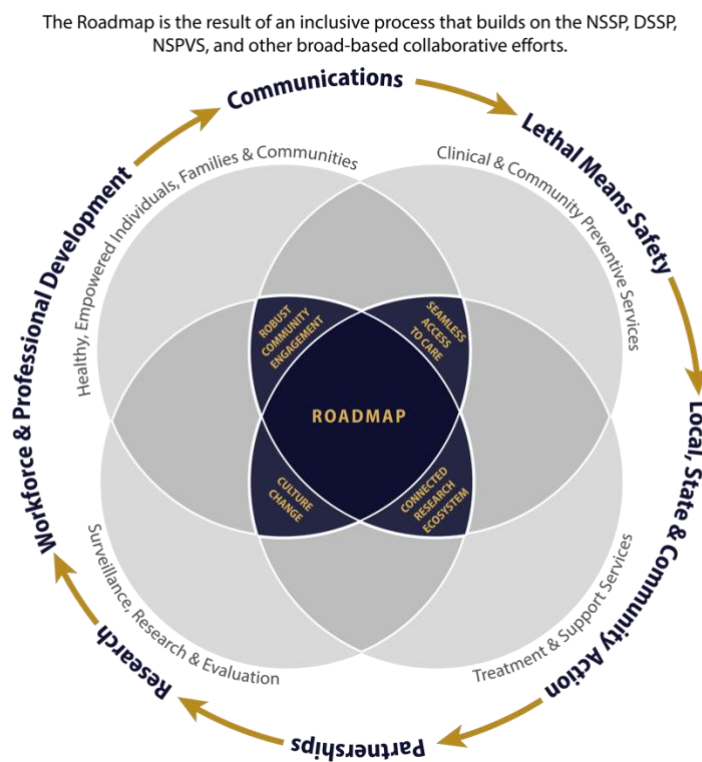 The Roadmap is the result of an inclusive process that builds on the NSSP, DSSP,
NSPVS, and other broad-based collaborative efforts.
Communications
Lethal Means Safety
Local, State & Community Action
Partnerships
Research
Workforce & Professional Development
Healthy, Empowered Individuals, Families & Communities
Clinical & Community Preventive Services
Treatment & Support Services
Surveillance, Research & Evaluation
ROBUST
COMMUNITY
ENGAGEMENT
SEAMLESS
ACCESS
TO CARE
ROADMAP
CULTURE
CHANGE
CONNECTED
RESEARCH
ECOSYSTEM